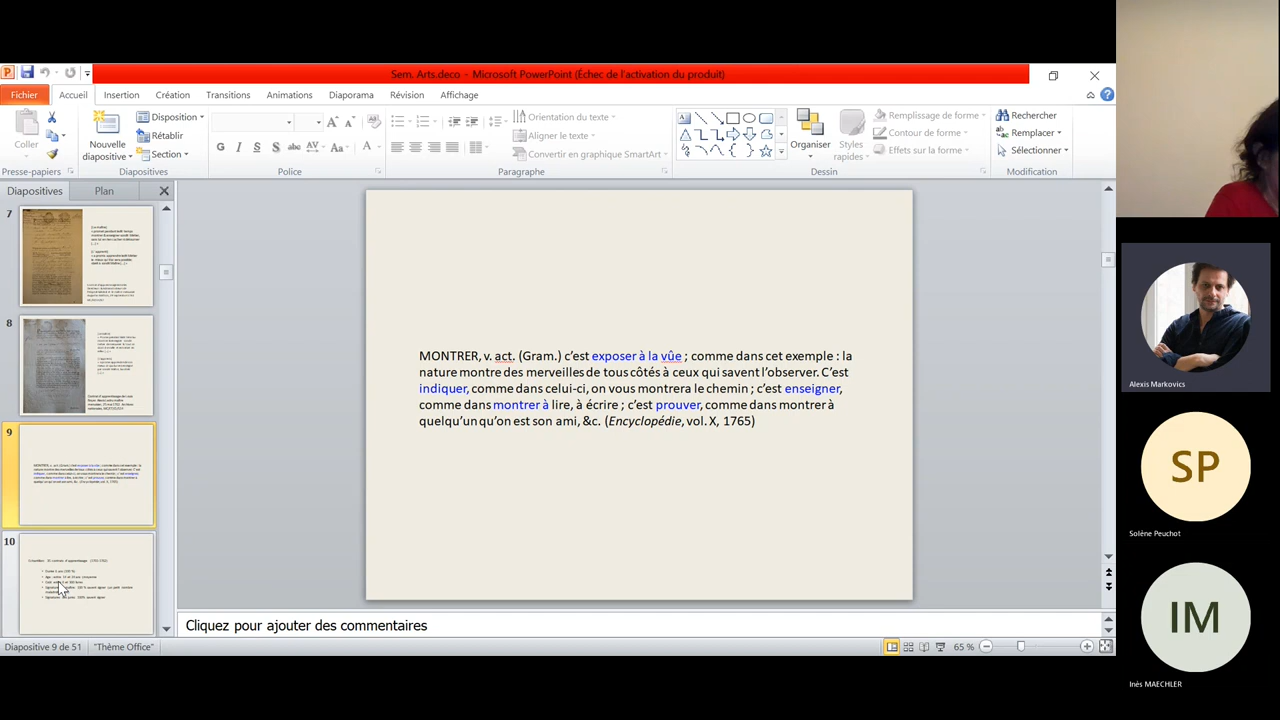 Sem. Arts.deco - Microsoft PowerPoint (Échec de l'activation du produit)
Fichier Accueil Insertion Création Transitions Animations Diaporama Révision Affichage
Coller
Nouvelle diapositive
Disposition
Rétablir
Section
G I S S abc AV Aa A
Orientation du texte
Aligner le texte
Convertir en graphique SmartArt
Organiser
Styles rapides
Remplissage de forme
Contour de forme
Effets sur la forme
Rechercher
Remplacer
Sélectionner
Presse-papiers Diapositives Police Paragraphe Dessin Modification
Diapositives Plan
7
8
9
10
MONTRER, v. act. (Gram.) c'est exposer à la vûe ; comme dans cet exemple : la
nature montre des merveilles de tous côtés à ceux qui savent l'observer. C'est
indiquer, comme dans celui-ci, on vous montrera le chemin ; c'est enseigner,
comme dans montrer à lire, à écrire ; c'est prouver, comme dans montrer à
quelqu'un qu'on est son ami, &c. (Encyclopédie, vol. X, 1765)
Cliquez pour ajouter des commentaires
Diapositive 9 de 51 "Thème Office" 65 %
Alexis Markovics
SP
Solène Peuchot
IM
Inès MAECHLER